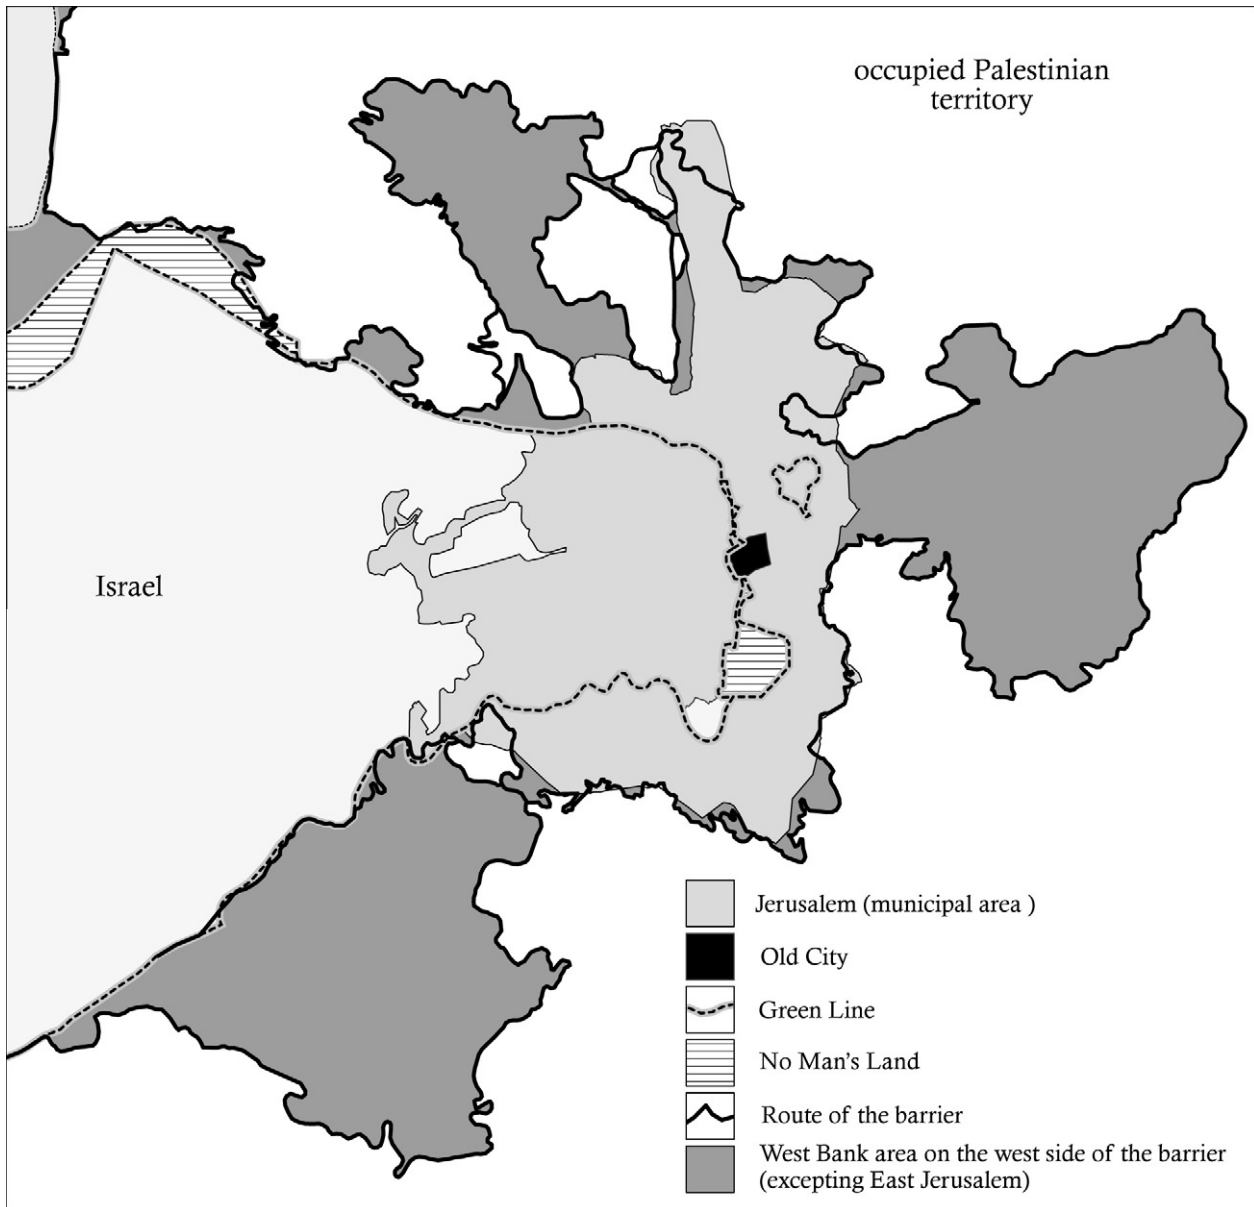 occupied Palestinian
territory
Israel
Jerusalem (municipal area )
Old City
Green Line
No Man's Land
Route of the barrier
West Bank area on the west side of the barrier
(excepting East Jerusalem)